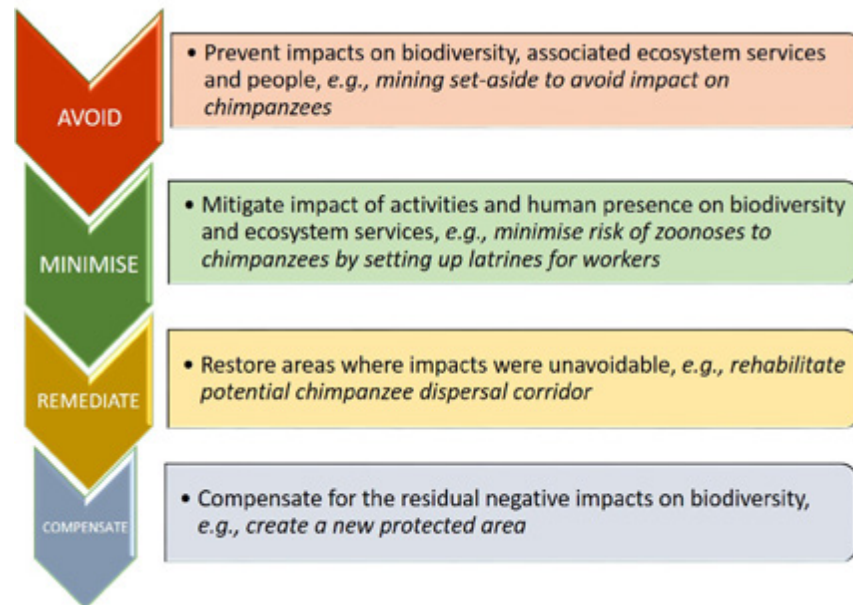 AVOID
• Prevent impacts on biodiversity, associated ecosystem services
and people, e.g., mining set-aside to avoid impact on
chimpanzees
MINIMISE
• Mitigate impact of activities and human presence on biodiversity
and ecosystem services, e.g., minimise risk of zoonoses to
chimpanzees by setting up latrines for workers
REMEDIATE
• Restore areas where impacts were unavoidable, e.g., rehabilitate
potential chimpanzee dispersal corridor
COMPENSATE
• Compensate for the residual negative impacts on biodiversity,
e.g., create a new protected area